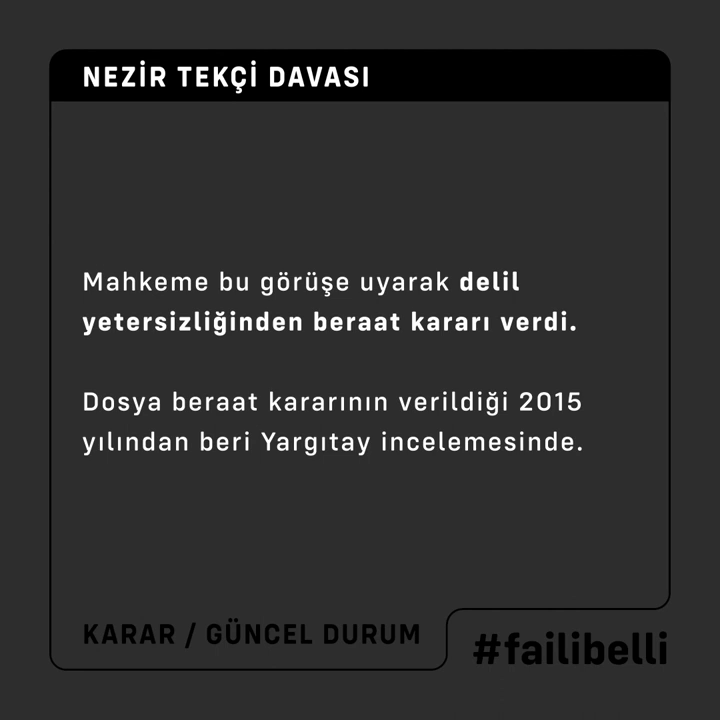 NEZİR TEKÇİ DAVASI
Mahkeme bu görüşe uyarak delil
yetersizliğinden beraat kararı verdi.
Dosya beraat kararının verildiği 2015
yılından beri Yargıtay incelemesinde.
KARAR / GÜNCEL DURUM
#failibelli